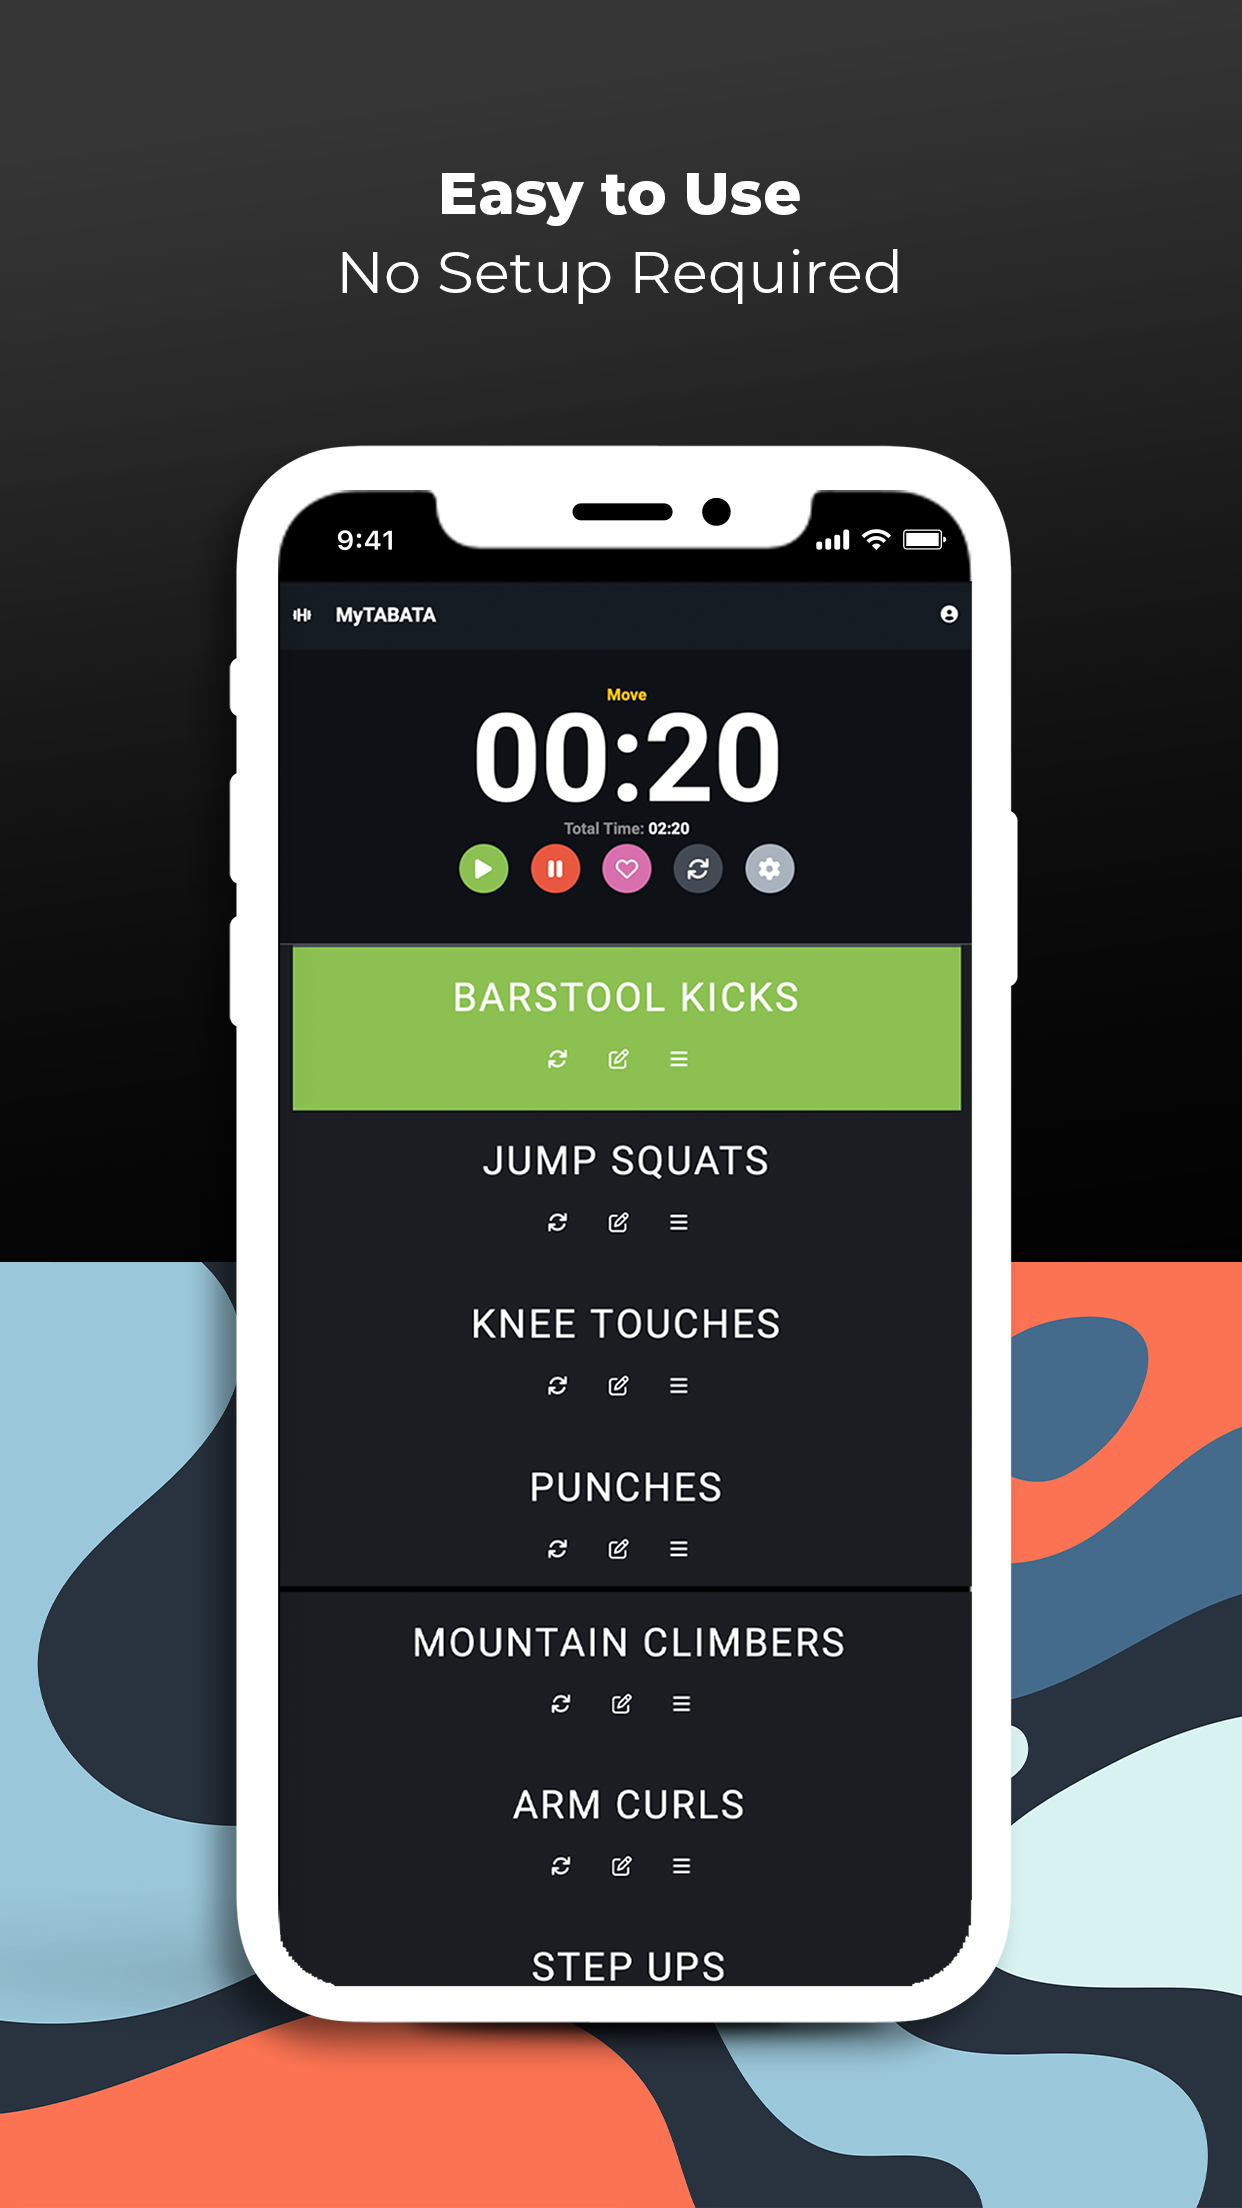 Easy to Use
No Setup Required
9:41
MyTABATA
Move
00:20
Total Time: 02:20
BARSTOOL KICKS
JUMP SQUATS
KNEE TOUCHES
PUNCHES
MOUNTAIN CLIMBERS
ARM CURLS
STEP UPS